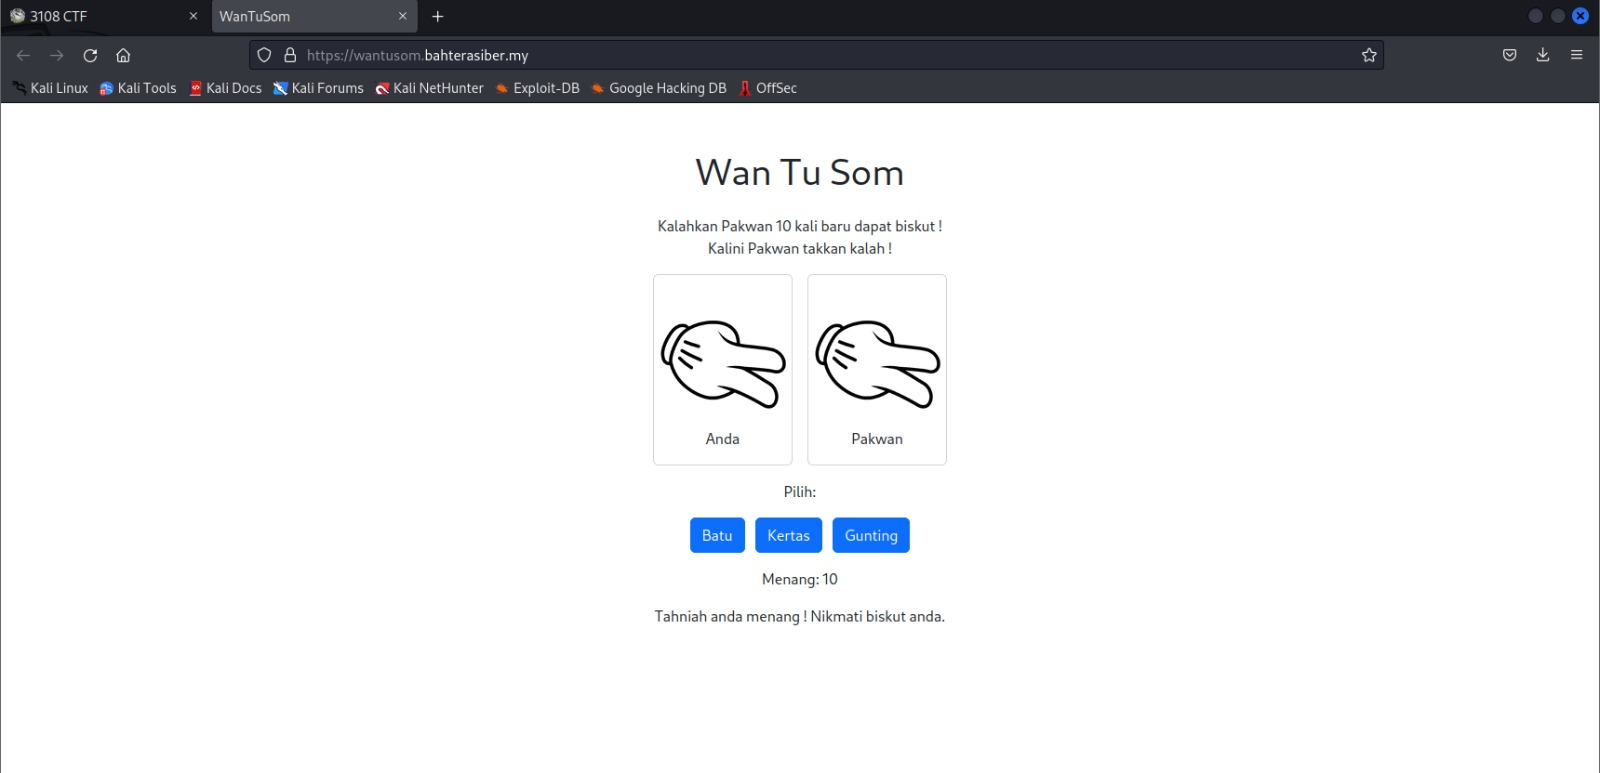 3108 CTF
WanTuSom
https://wantusom.bahterasiber.my
Kali Linux Kali Tools Kali Docs Kali Forums Kali NetHunter Exploit-DB Google Hacking DB OffSec
Wan Tu Som
Kalahkan Pakwan 10 kali baru dapat biskut !
Kalini Pakwan takkan kalah !
Anda Pakwan
Pilih:
Batu Kertas Gunting
Menang: 10
Tahniah anda menang ! Nikmati biskut anda.